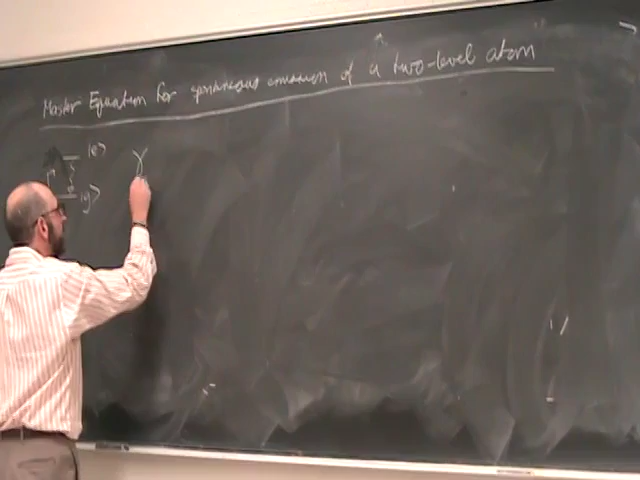 Master Equation for spontaneous emission of a two-level atom
|e⟩ γ
|g⟩